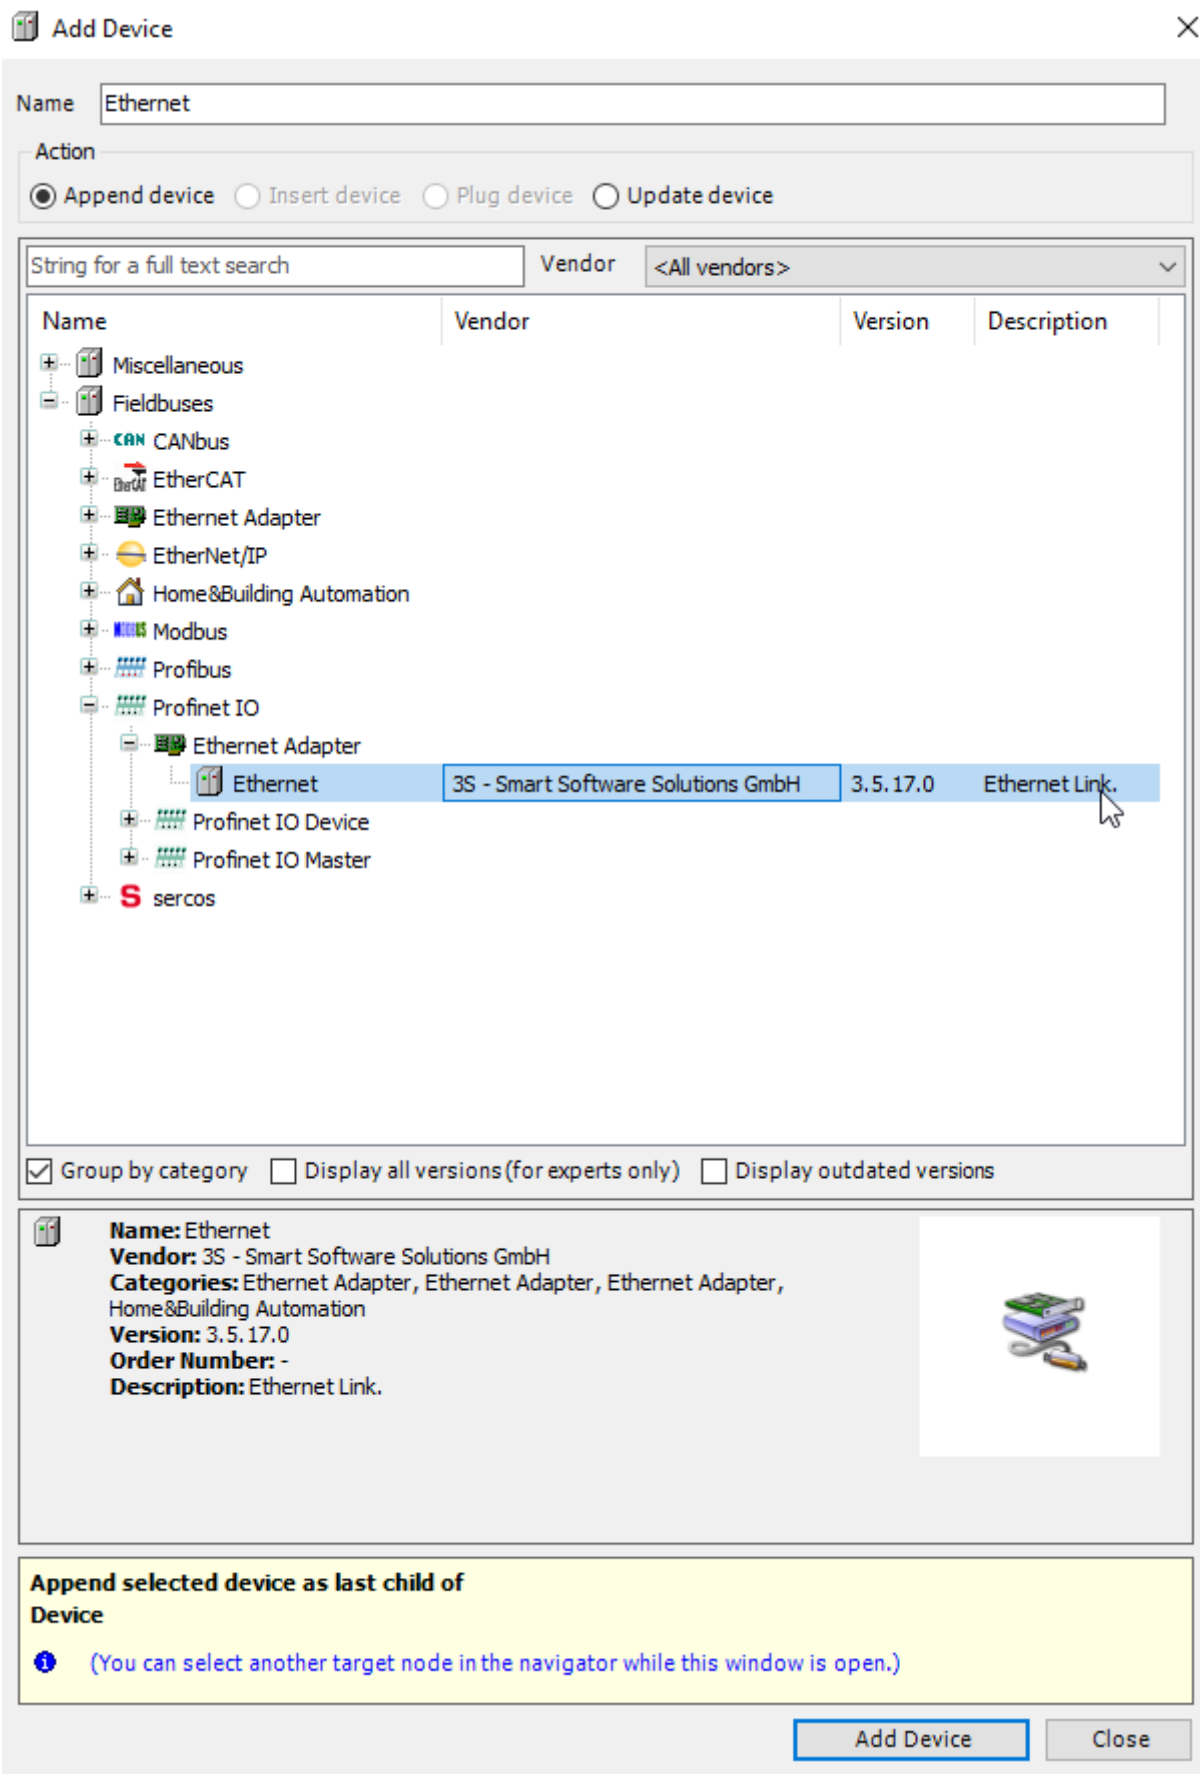 Add Device
Name Ethernet
Action
Append device Insert device Plug device Update device
String for a full text search Vendor <All vendors>
Name Vendor Version Description
Miscellaneous
Fieldbuses
CAN CANbus
EtherCAT EtherCAT
Ethernet Adapter
EtherNet/IP
Home&Building Automation
MODBUS Modbus
Profibus
Profinet IO
Ethernet Adapter
Ethernet 3S - Smart Software Solutions GmbH 3.5.17.0 Ethernet Link.
Profinet IO Device
Profinet IO Master
S sercos
Group by category Display all versions (for experts only) Display outdated versions
Name: Ethernet
Vendor: 3S - Smart Software Solutions GmbH
Categories: Ethernet Adapter, Ethernet Adapter, Ethernet Adapter,
Home&Building Automation
Version: 3.5.17.0
Order Number: -
Description: Ethernet Link.
Append selected device as last child of
Device
(You can select another target node in the navigator while this window is open.)
Add Device Close